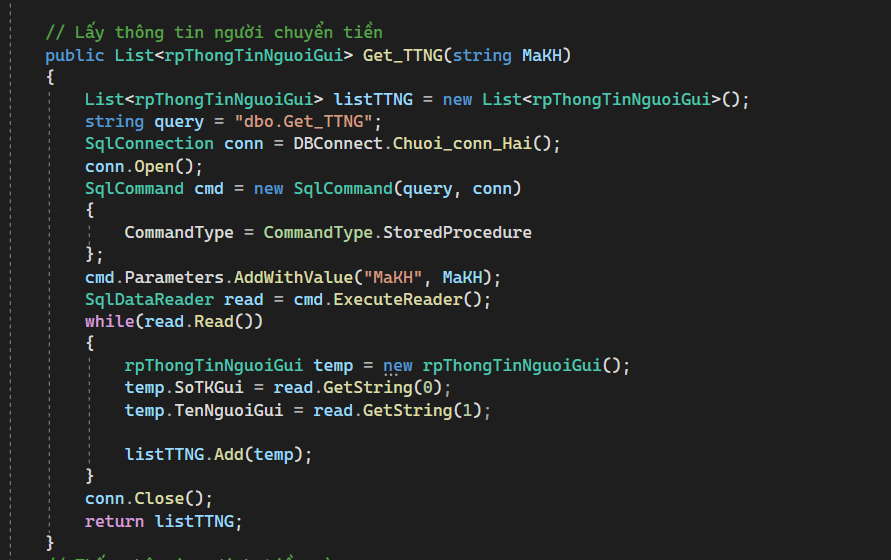 // Lấy thông tin người chuyển tiền
public List<rpThongTinNguoiGui> Get_TTNG(string MaKH)
{
List<rpThongTinNguoiGui> listTTNG = new List<rpThongTinNguoiGui>();
string query = "dbo.Get_TTNG";
SqlConnection conn = DBConnect.Chuoi_conn_Hai();
conn.Open();
SqlCommand cmd = new SqlCommand(query, conn)
{
CommandType = CommandType.StoredProcedure
};
cmd.Parameters.AddWithValue("MaKH", MaKH);
SqlDataReader read = cmd.ExecuteReader();
while(read.Read())
{
rpThongTinNguoiGui temp = new rpThongTinNguoiGui();
temp.SoTKGui = read.GetString(0);
temp.TenNguoiGui = read.GetString(1);
listTTNG.Add(temp);
}
conn.Close();
return listTTNG;
}